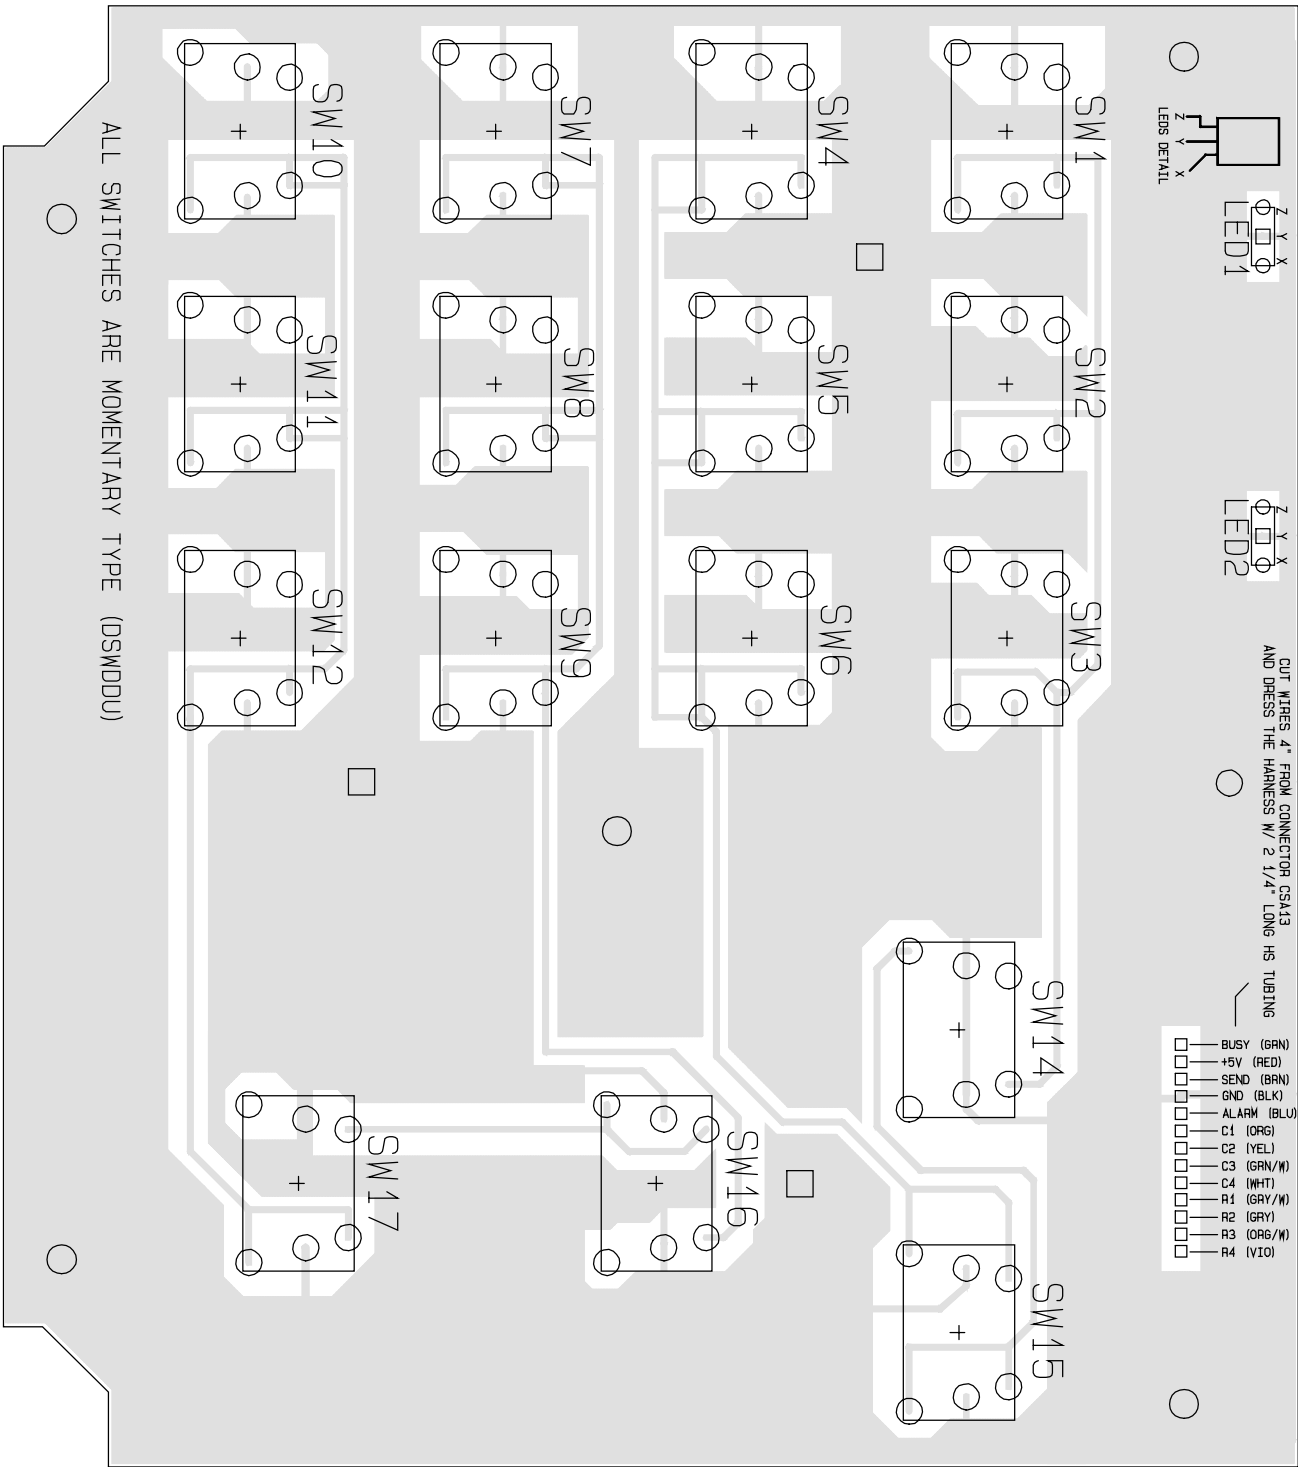 LEDS DETAIL
Z Y X
LED1
Z Y X
LED2
Z Y X
CUT WIRES 4" FROM CONNECTOR CSA13
AND DRESS THE HARNESS W/ 2 1/4" LONG HS TUBING
BUSY (GRN)
+5V (RED)
SEND (BRN)
GND (BLK)
ALARM (BLU)
C1 (ORG)
C2 (YEL)
C3 (GRN/W)
C4 (WHT)
R1 (GRY/W)
R2 (GRY)
R3 (ORG/W)
R4 (VIO)
SW1
SW2
SW3
SW14
SW15
SW4
SW5
SW6
SW16
SW7
SW8
SW9
SW17
SW10
SW11
SW12
ALL SWITCHES ARE MOMENTARY TYPE (DSWDDU)